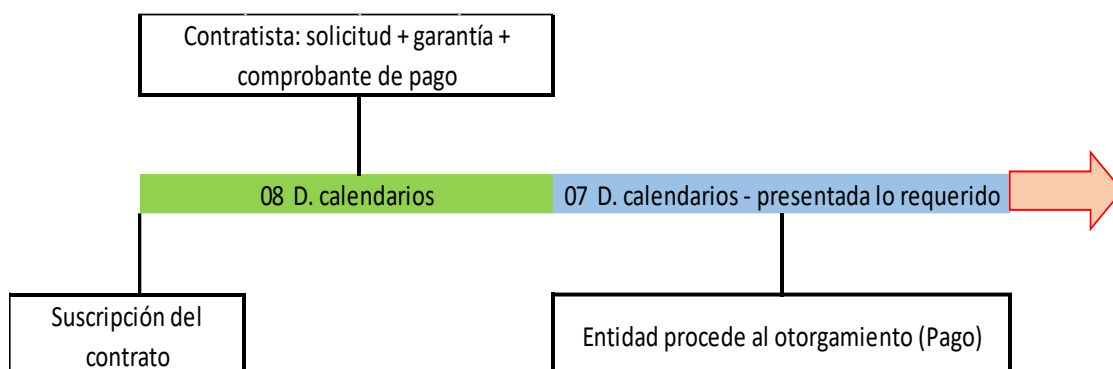 Contratista: solicitud + garantía +
comprobante de pago
08 D. calendarios
07 D. calendarios - presentada lo requerido
Suscripción del
contrato
Entidad procede al otorgamiento (Pago)